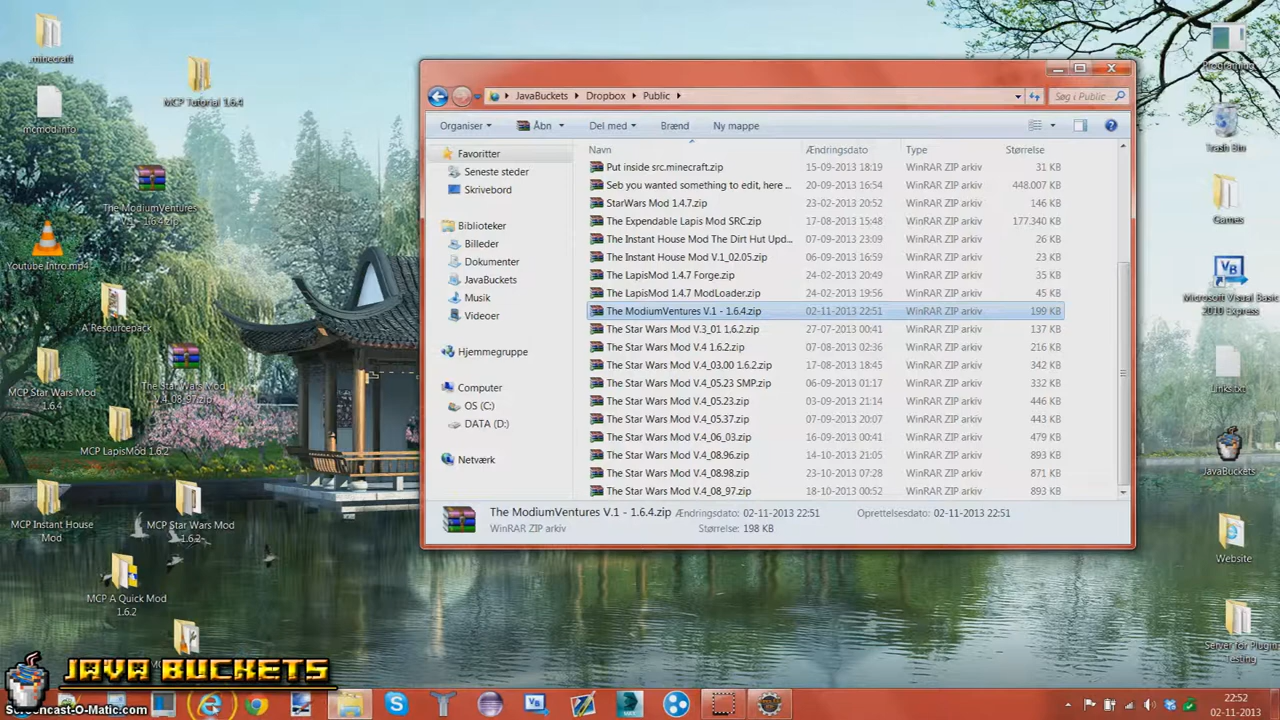 .minecraft
mcmod.info
MCP Tutorial 1.6.4
The ModiumVentures
Youtube Intro.mp4
A Resourcepack
MCP Star Wars Mod
1.6.4
The Star Wars Mod
MCP LapisMod 1.6.2
MCP Instant House
Mod
MCP Star Wars Mod
1.6.2
MCP A Quick Mod
1.6.2
JavaBuckets
Dropbox
Public
Søg i Public
Organiser
Åbn
Del med
Brænd
Ny mappe
Favoritter
Seneste steder
Skrivebord
Biblioteker
Billeder
Dokumenter
JavaBuckets
Musik
Videoer
Hjemmegruppe
Computer
OS (C:)
DATA (D:)
Netværk
Navn Ændringsdato Type Størrelse
Put inside src.minecraft.zip 15-09-2013 18:19 WinRAR ZIP arkiv 31 KB
Seb you wanted something to edit, here ... 20-09-2013 16:54 WinRAR ZIP arkiv 448.007 KB
StarWars Mod 1.4.7.zip 23-02-2013 20:52 WinRAR ZIP arkiv 146 KB
The Expendable Lapis Mod SRC.zip 17-08-2013 15:48 WinRAR ZIP arkiv 177.340 KB
The Instant House Mod The Dirt Hut Upd... 07-09-2013 23:09 WinRAR ZIP arkiv 26 KB
The Instant House Mod V.1_02.05.zip 06-09-2013 16:59 WinRAR ZIP arkiv 23 KB
The LapisMod 1.4.7 Forge.zip 24-02-2013 20:49 WinRAR ZIP arkiv 35 KB
The LapisMod 1.4.7 ModLoader.zip 24-02-2013 19:56 WinRAR ZIP arkiv 45 KB
The ModiumVentures V.1 - 1.6.4.zip 02-11-2013 22:51 WinRAR ZIP arkiv 199 KB
The Star Wars Mod V.3_01 1.6.2.zip 27-07-2013 00:41 WinRAR ZIP arkiv 137 KB
The Star Wars Mod V.4 1.6.2.zip 07-08-2013 02:36 WinRAR ZIP arkiv 216 KB
The Star Wars Mod V.4_03.00 1.6.2.zip 17-08-2013 18:45 WinRAR ZIP arkiv 342 KB
The Star Wars Mod V.4_05.23 SMP.zip 06-09-2013 01:17 WinRAR ZIP arkiv 332 KB
The Star Wars Mod V.4_05.23.zip 03-09-2013 21:14 WinRAR ZIP arkiv 446 KB
The Star Wars Mod V.4_05.37.zip 07-09-2013 20:07 WinRAR ZIP arkiv 443 KB
The Star Wars Mod V.4_06_03.zip 16-09-2013 00:41 WinRAR ZIP arkiv 479 KB
The Star Wars Mod V.4_08.96.zip 14-10-2013 21:05 WinRAR ZIP arkiv 893 KB
The Star Wars Mod V.4_08.98.zip 23-10-2013 07:28 WinRAR ZIP arkiv 871 KB
The Star Wars Mod V.4_08_97.zip 18-10-2013 00:52 WinRAR ZIP arkiv 893 KB
The ModiumVentures V.1 - 1.6.4.zip Ændringsdato: 02-11-2013 22:51 Oprettelsesdato: 02-11-2013 22:51
WinRAR ZIP arkiv Størrelse: 198 KB
Programing
Trash Bin
Games
Microsoft Visual Basic
2010 Express
Links.txt
JavaBuckets
Website
Server for Plugin
Testing
JAVA BUCKETS
Screencast-O-Matic.com
22:52
02-11-2013